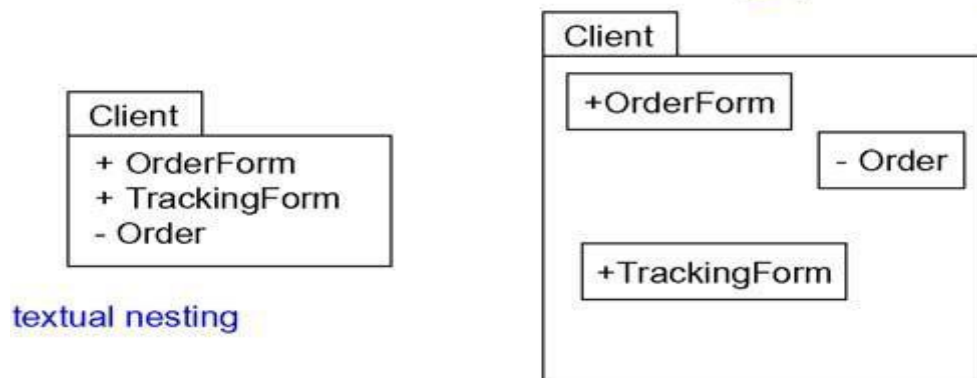 Client
+ OrderForm
+ TrackingForm
- Order
textual nesting
Client
+OrderForm
- Order
+TrackingForm